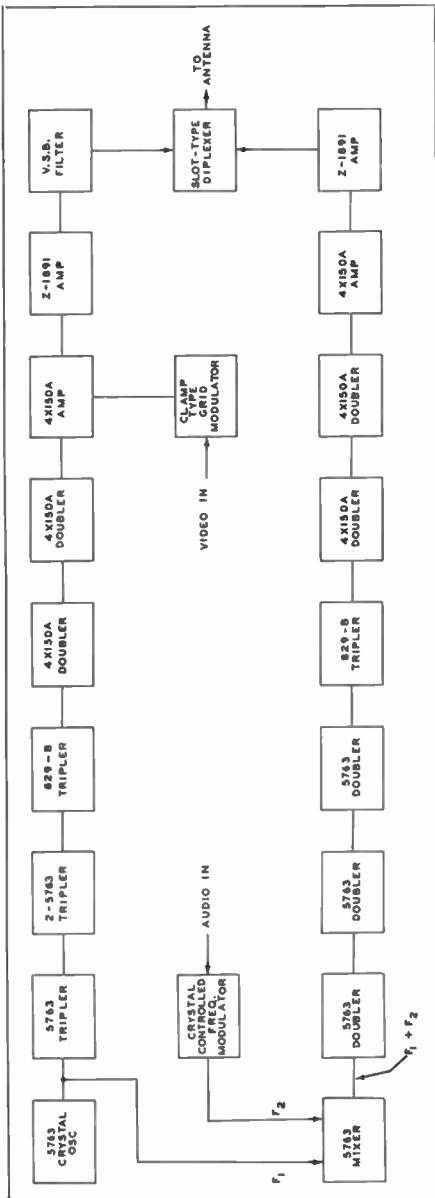 5763
CRYSTAL
OSC
5763
TRIPLER
2-5763
TRIPLER
829-B
TRIPLER
4X150A
DOUBLER
4X150A
DOUBLER
4X150A
AMP
Z-1891
AMP
V.S.B.
FILTER
CRYSTAL
CONTROLLED
FREQ.
MODULATOR
AUDIO IN
VIDEO IN
CLAMP
TYPE
GRID
MODULATOR
SLOT-TYPE
DIPLEXER
TO
ANTENNA
F1
F2
5763
MIXER
F1 + F2
5763
DOUBLER
5763
DOUBLER
5763
DOUBLER
829-B
TRIPLER
4X150A
DOUBLER
4X150A
DOUBLER
4X150A
AMP
Z-1891
AMP